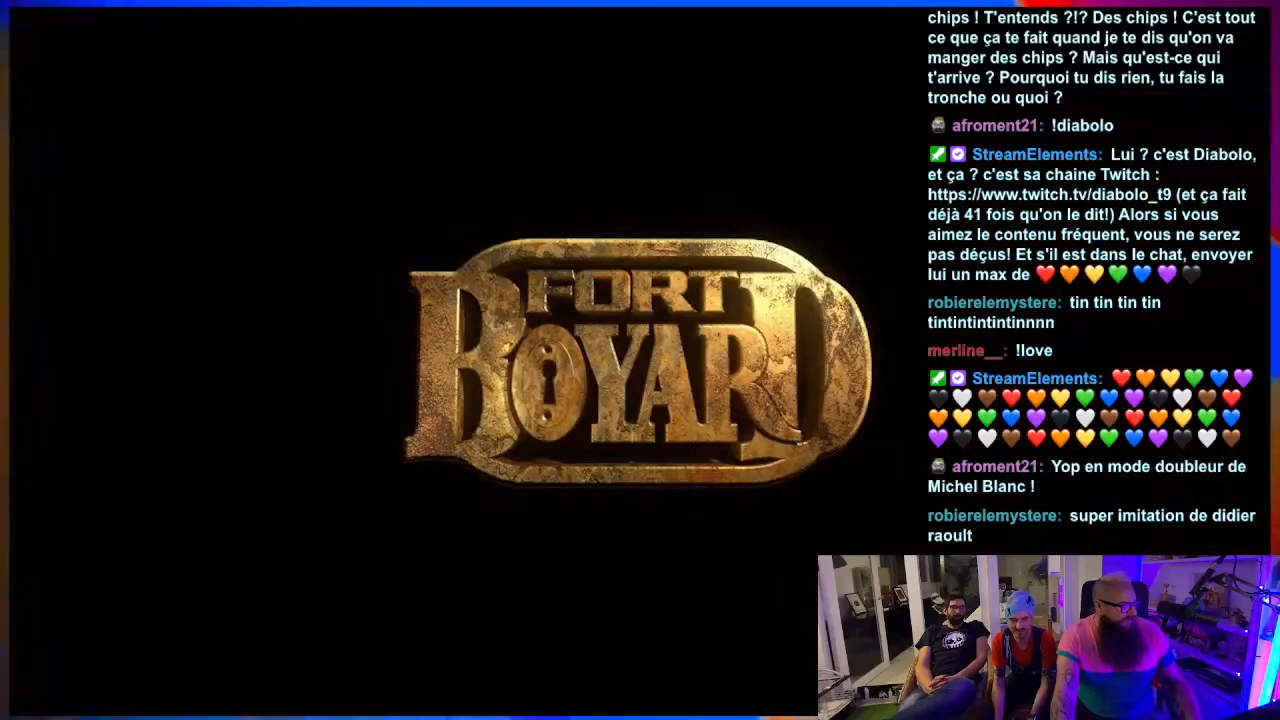 FORT
BOYARD
chips ! T'entends ?!? Des chips ! C'est tout
ce que ça te fait quand je te dis qu'on va
manger des chips ? Mais qu'est-ce qui
t'arrive ? Pourquoi tu dis rien, tu fais la
tronche ou quoi ?
afroment21: !diabolo
StreamElements: Lui ? c'est Diabolo,
et ça ? c'est sa chaine Twitch :
https://www.twitch.tv/diabolo_t9 (et ça fait
déjà 41 fois qu'on le dit!) Alors si vous
aimez le contenu fréquent, vous ne serez
pas déçus! Et s'il est dans le chat, envoyer
lui un max de ❤️🧡💛💚💙💜🖤
robierelemystere: tin tin tin tin
tintintintintinnnn
merline__: !love
StreamElements: ❤️🧡💛💚💙💜
🖤🤍🤎❤️🧡💛💚💙💜🖤🤍🤎❤️
🧡💛💚💙💜🖤🤍🤎❤️🧡💛💚💙
💜🖤🤍🤎❤️🧡💛💚💙💜🖤🤍🤎
afroment21: Yop en mode doubleur de
Michel Blanc !
robierelemystere: super imitation de didier
raoult